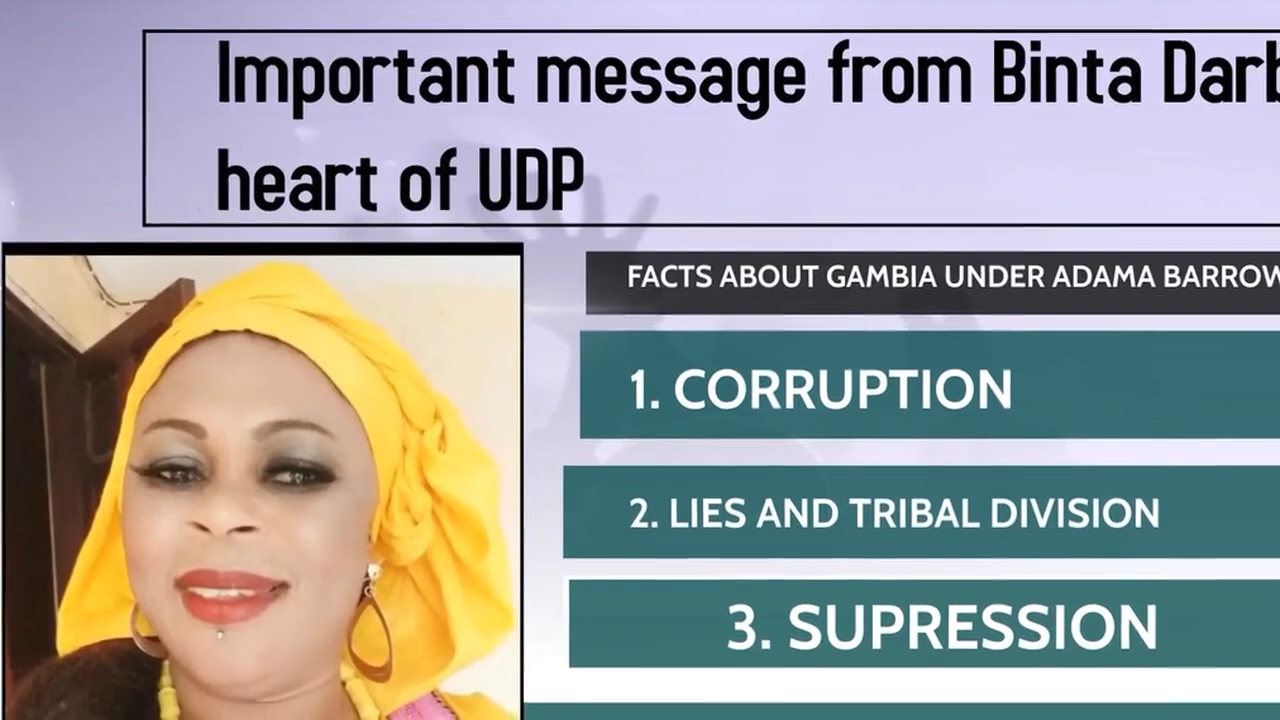 Important message from Binta Darb
heart of UDP
FACTS ABOUT GAMBIA UNDER ADAMA BARROW
1. CORRUPTION
2. LIES AND TRIBAL DIVISION
3. SUPRESSION